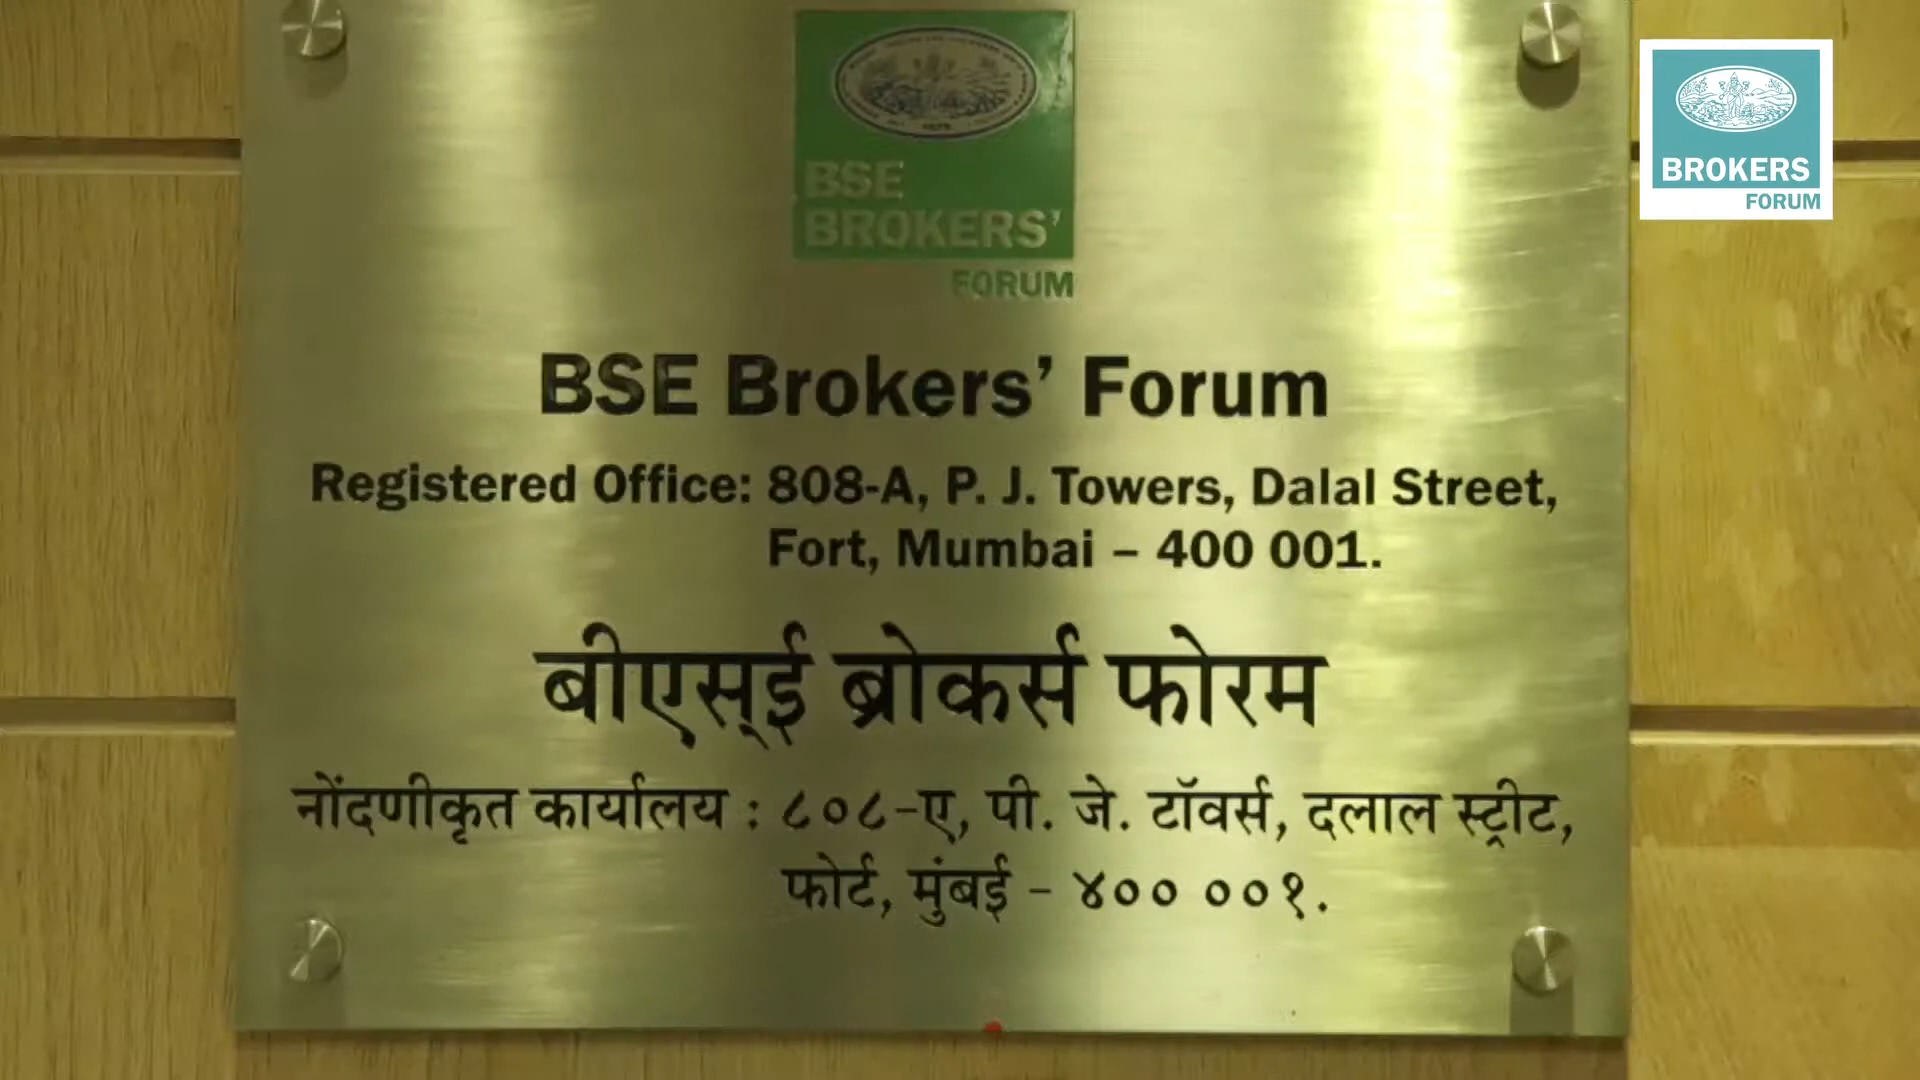 BSE
BROKERS'
FORUM
BROKERS
FORUM
BSE Brokers’ Forum
Registered Office: 808-A, P. J. Towers, Dalal Street,
Fort, Mumbai – 400 001.
बीएस्ई ब्रोकर्स फोरम
नोंदणीकृत कार्यालय : ८०८-ए, पी. जे. टॉवर्स, दलाल स्ट्रीट,
फोर्ट, मुंबई - ४०० ००१.